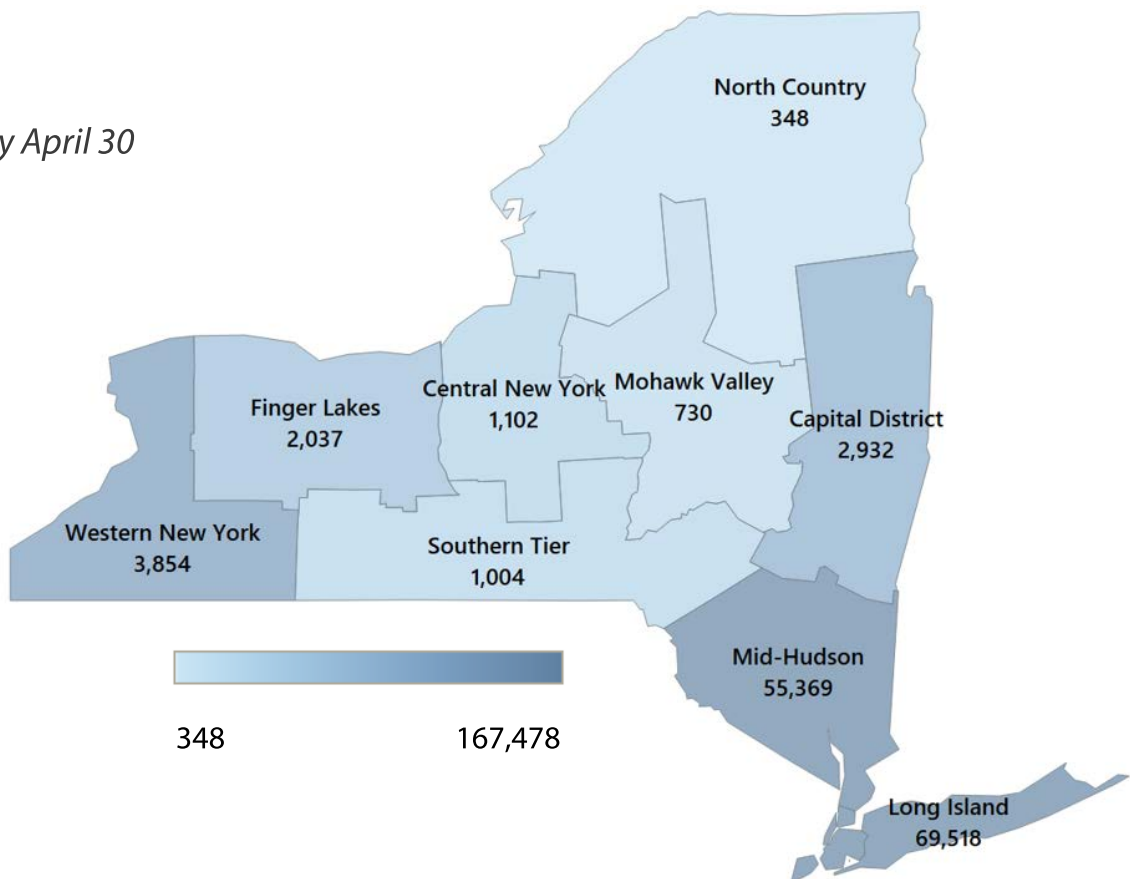 y April 30
North Country
348
Central New York
1,102
Mohawk Valley
730
Finger Lakes
2,037
Capital District
2,932
Western New York
3,854
Southern Tier
1,004
Mid-Hudson
55,369
348
167,478
Long Island
69,518